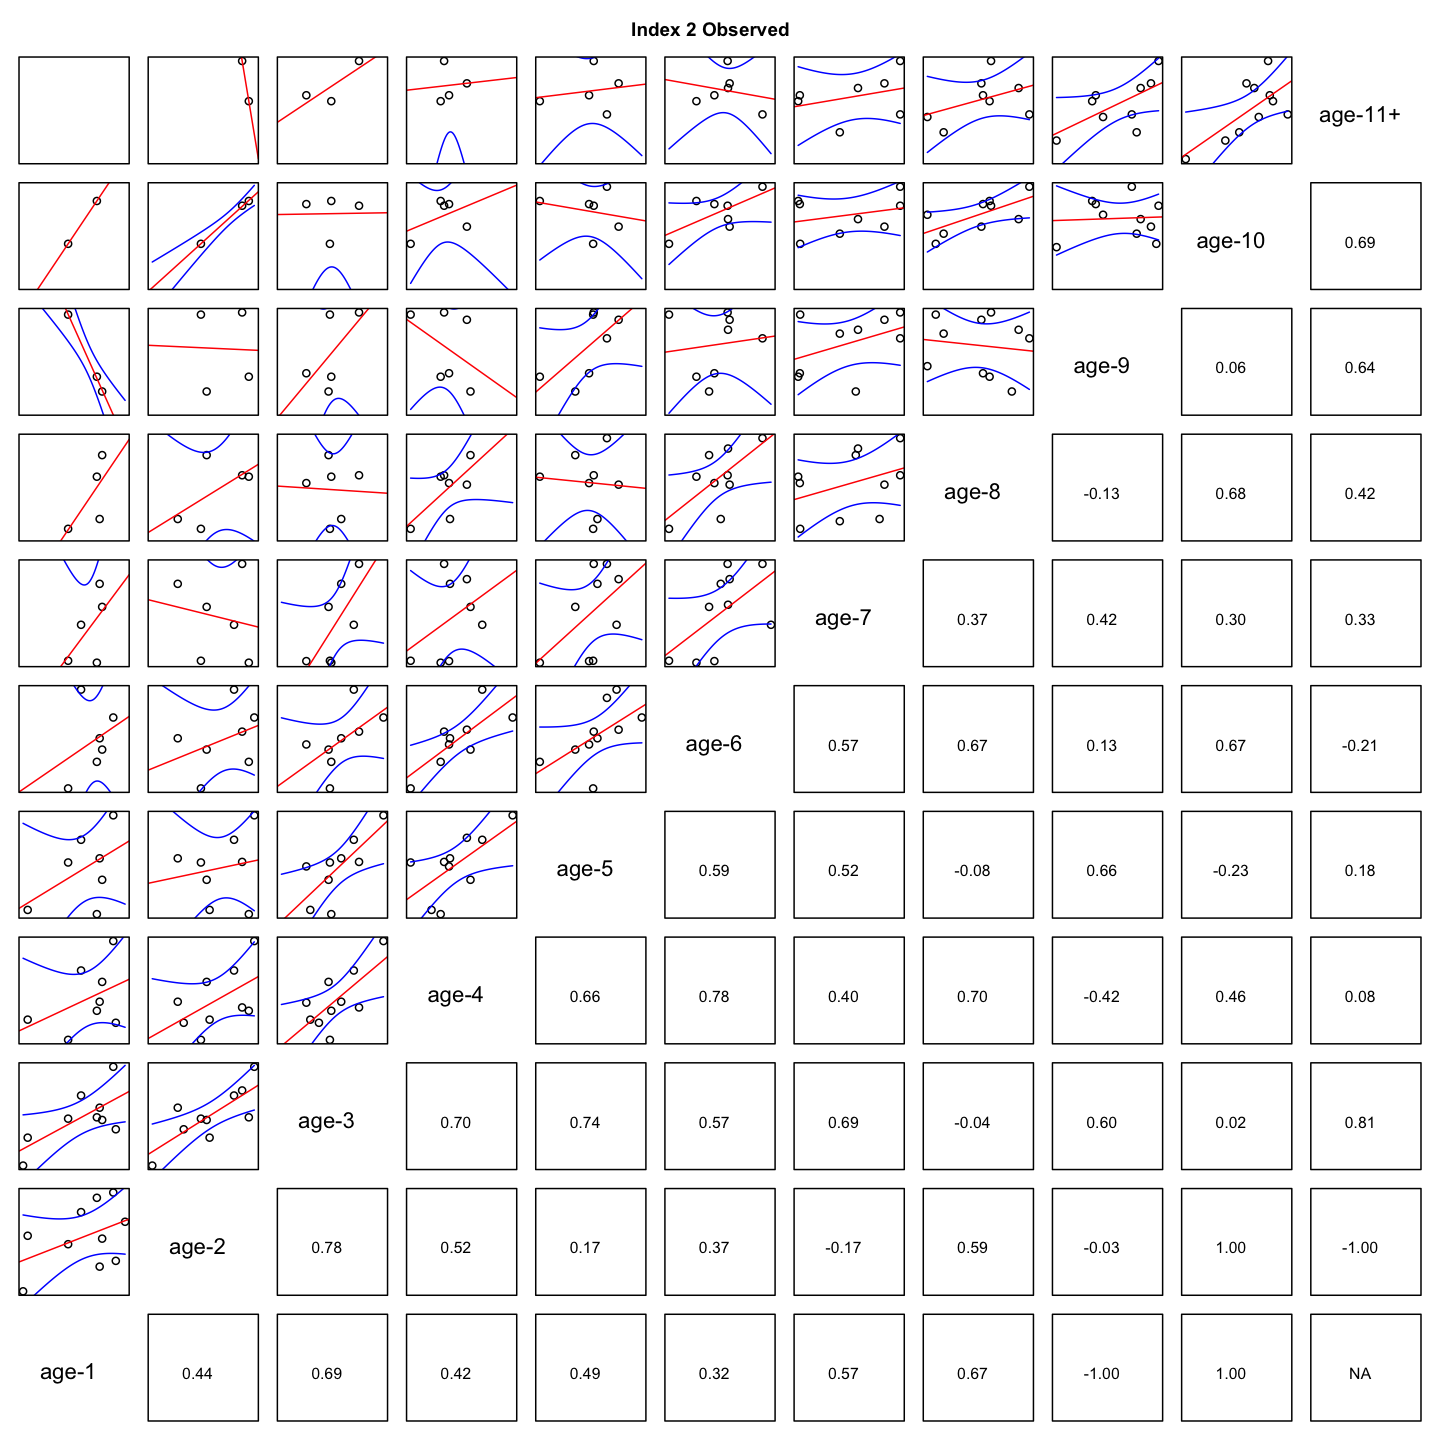 Index 2 Observed
age-11+
age-10 0.69
age-9 0.06 0.64
age-8 -0.13 0.68 0.42
age-7 0.37 0.42 0.30 0.33
age-6 0.57 0.67 0.13 0.67 -0.21
age-5 0.59 0.52 -0.08 0.66 -0.23 0.18
age-4 0.66 0.78 0.40 0.70 -0.42 0.46 0.08
age-3 0.70 0.74 0.57 0.69 -0.04 0.60 0.02 0.81
age-2 0.78 0.52 0.17 0.37 -0.17 0.59 -0.03 1.00 -1.00
age-1 0.44 0.69 0.42 0.49 0.32 0.57 0.67 -1.00 1.00 NA